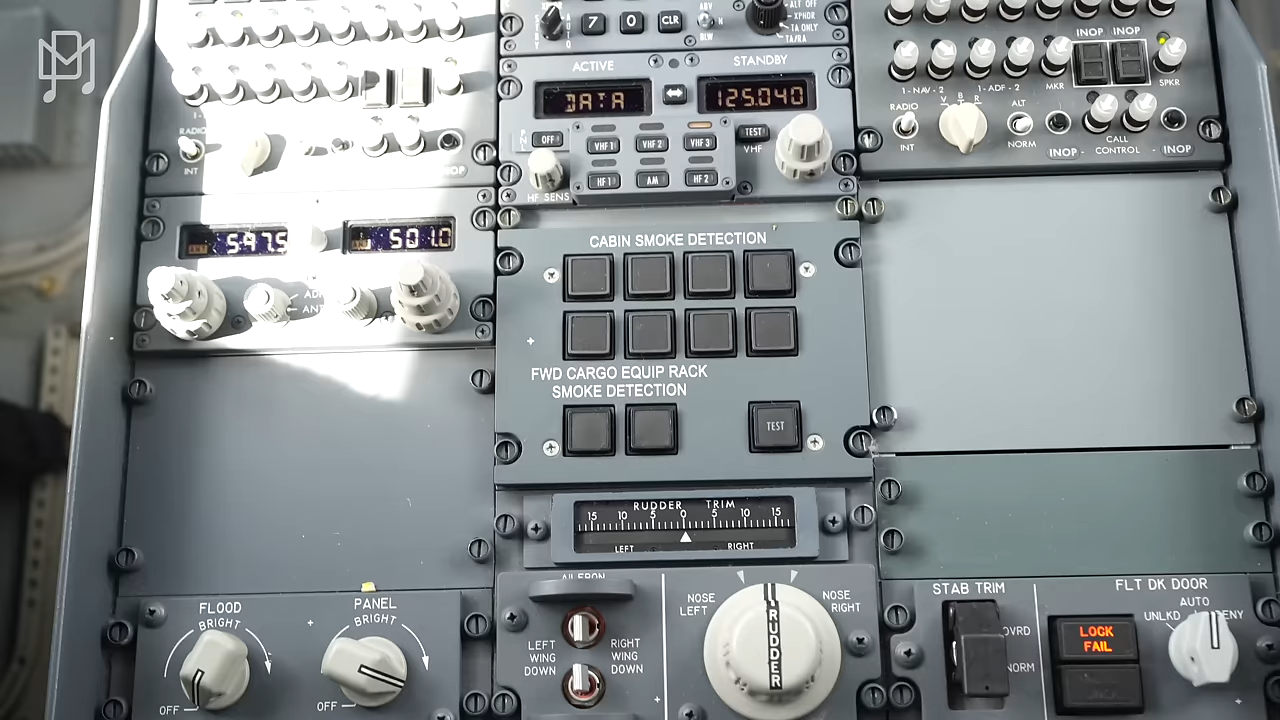 7 0 CLR
ABV
N
BLW
ALT OFF
XPNDR
TA ONLY
TA/RA
ACTIVE STANDBY
DATA 125.040
OFF
VHF 1 VHF 2 VHF 3
TEST
VHF
HF 1 AM HF 2
HF SENS
INOP INOP
1 - NAV - 2 1 - ADF - 2 MKR SPKR
RADIO
INT
V B R
ALT
NORM
INOP
CALL
CONTROL
INOP
RADIO
INT
ANT 597.5 ANT 501.0
ANT
CABIN SMOKE DETECTION
FWD CARGO EQUIP RACK
SMOKE DETECTION
TEST
RUDDER TRIM
15 10 5 0 5 10 15
LEFT RIGHT
FLOOD
BRIGHT
OFF
PANEL
BRIGHT
OFF
AILERON
LEFT
WING
DOWN
RIGHT
WING
DOWN
NOSE
LEFT
NOSE
RIGHT
RUDDER
STAB TRIM
OVRD
NORM
FLT DK DOOR
AUTO
UNLKD DENY
LOCK
FAIL